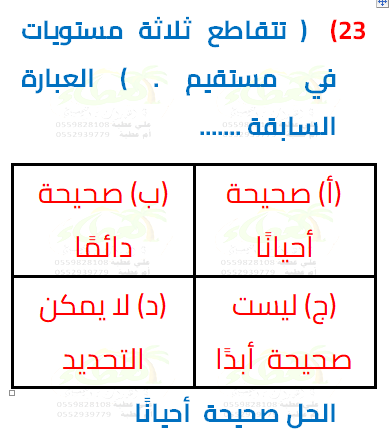 23) ( تتقاطع ثلاثة مستويات
في مستقيم . ) العبارة
السابقة .......
(أ) صحيحة أحيانًا
(ب) صحيحة دائمًا
(ج) ليست صحيحة أبدًا
(د) لا يمكن التحديد
الحل صحيحة أحيانًا